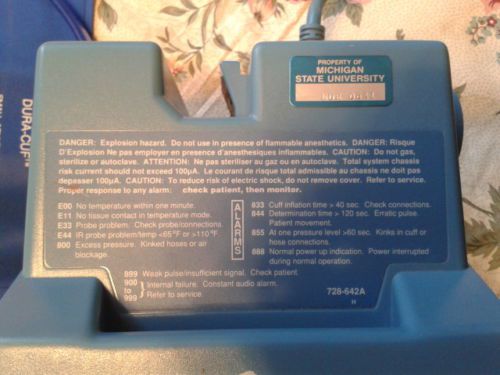 PROPERTY OF
MICHIGAN
STATE UNIVERSITY
DURA-CUF
DANGER: Explosion hazard. Do not use in presence of flammable anesthetics. DANGER: Risque
D'Explosion Ne pas employer en presence d'anesthesiques inflammables. CAUTION: Do not gas,
sterilize or autoclave. ATTENTION: Ne pas steriliser au gaz ou en autoclave. Total system chassis
risk current should not exceed 100µA. Le courant de risque total admissible au chassis ne doit pas
depasser 100µA. CAUTION: To reduce risk of electric shock, do not remove cover. Refer to service.
Proper response to any alarm: check patient, then monitor.
E00 No temperature within one minute.
E11 No tissue contact in temperature mode.
E33 Probe problem. Check probe/connections.
E44 IR probe problem/temp <65°F or >110°F
800 Excess pressure. Kinked hoses or air
blockage.
ALARMS
833 Cuff inflation time > 40 sec. Check connections.
844 Determination time > 120 sec. Erratic pulse.
Patient movement.
855 At one pressure level >60 sec. Kinks in cuff or
hose connections.
888 Normal power up indication. Power interrupted
during normal operation.
899 Weak pulse/insufficient signal. Check patient.
900
to
999
Internal failure. Constant audio alarm.
Refer to service.
728-642A
H